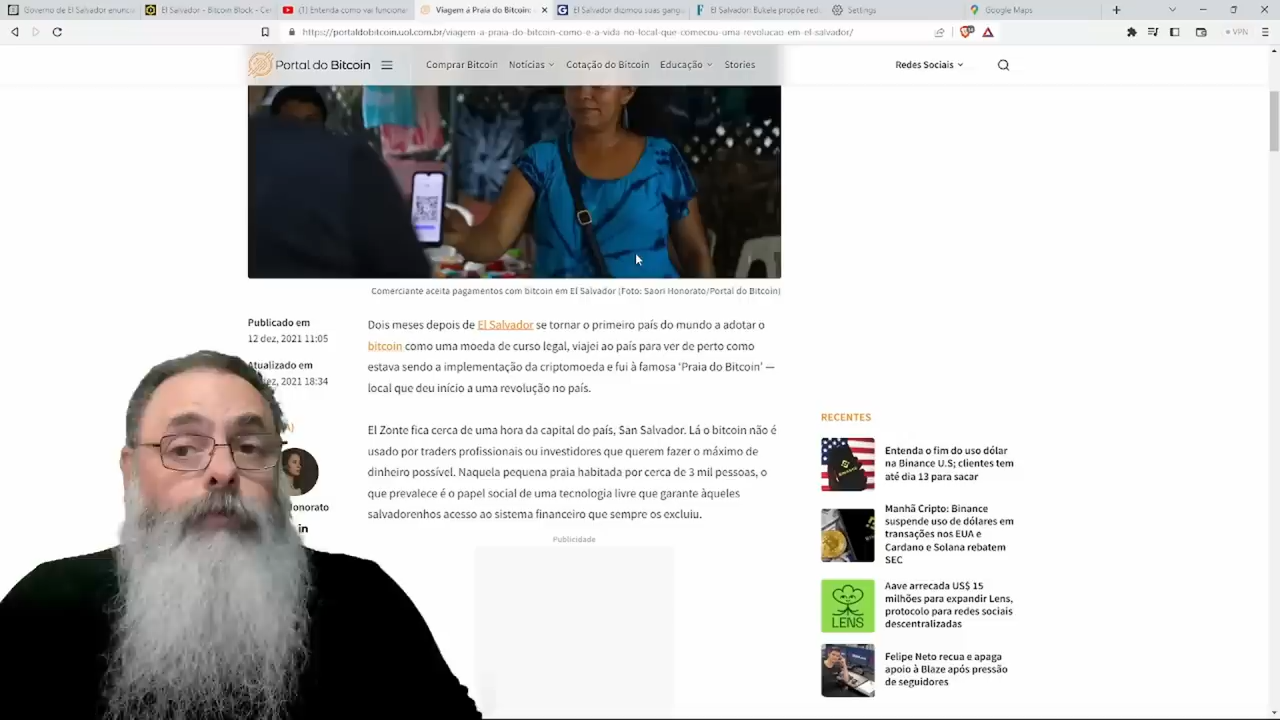 Governo de El Salvador enunc
El Salvador - Bitcoin Block - Cer
(1) Entenda como vai funcionar
Viagem à Praia do Bitcoin:
El Salvador dizimou suas gangu
El Salvador: Bukele propõe red
Settings
Google Maps
https://portaldobitcoin.uol.com.br/viagem-a-praia-do-bitcoin-como-e-a-vida-no-local-que-comecou-uma-revolucao-em-el-salvador/
VPN
Portal do Bitcoin
Comprar Bitcoin
Notícias
Cotação do Bitcoin
Educação
Stories
Redes Sociais
Comerciante aceita pagamentos com bitcoin em El Salvador (Foto: Saori Honorato/Portal do Bitcoin)
Publicado em
12 dez, 2021 11:05
Atualizado em
dez, 2021 18:34
Honorato
in
Dois meses depois de El Salvador se tornar o primeiro país do mundo a adotar o
bitcoin como uma moeda de curso legal, viajei ao país para ver de perto como
estava sendo a implementação da criptomoeda e fui à famosa ‘Praia do Bitcoin’ —
local que deu início a uma revolução no país.
El Zonte fica cerca de uma hora da capital do país, San Salvador. Lá o bitcoin não é
usado por traders profissionais ou investidores que querem fazer o máximo de
dinheiro possível. Naquela pequena praia habitada por cerca de 3 mil pessoas, o
que prevalece é o papel social de uma tecnologia livre que garante àqueles
salvadorenhos acesso ao sistema financeiro que sempre os excluiu.
Publicidade
RECENTES
Entenda o fim do uso dólar
na Binance U.S; clientes tem
até dia 13 para sacar
Manhã Cripto: Binance
suspende uso de dólares em
transações nos EUA e
Cardano e Solana rebatem
SEC
LENS
Aave arrecada US$ 15
milhões para expandir Lens,
protocolo para redes sociais
descentralizadas
Felipe Neto recua e apaga
apoio à Blaze após pressão
de seguidores